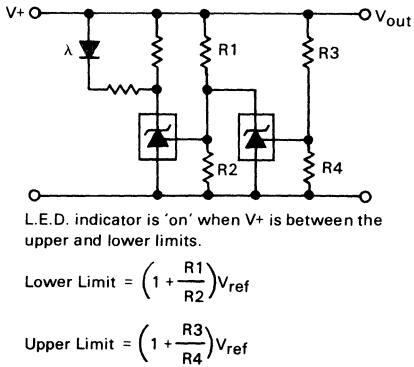 V+
Vout
λ
R1
R3
R2
R4
L.E.D. indicator is 'on' when V+ is between the
upper and lower limits.
Lower Limit = (1 + R1/R2) Vref
Upper Limit = (1 + R3/R4) Vref